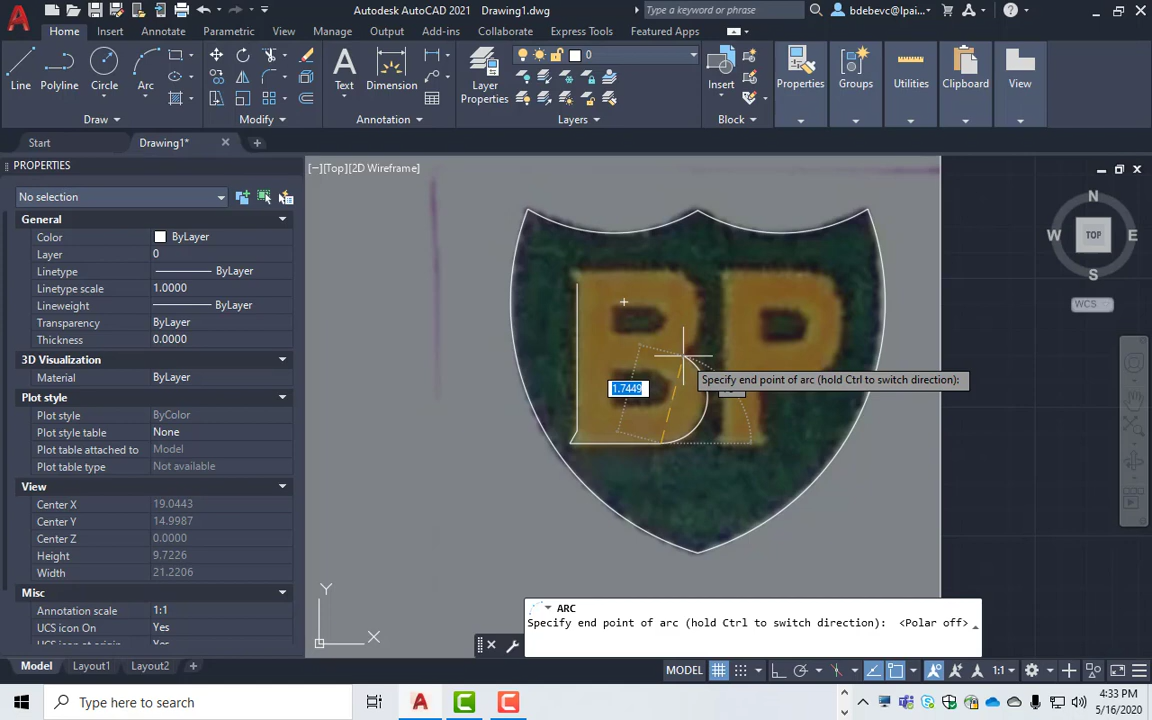 Autodesk AutoCAD 2021 Drawing1.dwg
Type a keyword or phrase
bdebevc@lpai...
Home Insert Annotate Parametric View Manage Output Add-ins Collaborate Express Tools Featured Apps
0
Line Polyline Circle Arc
Text Dimension
Layer Properties
Insert
Properties Groups Utilities Clipboard View
Draw Modify Annotation Layers Block
Start Drawing1*
PROPERTIES
[−][Top][2D Wireframe]
No selection
General
Color ByLayer
Layer 0
Linetype ByLayer
Linetype scale 1.0000
Lineweight ByLayer
Transparency ByLayer
Thickness 0.0000
3D Visualization
Material ByLayer
Plot style
Plot style ByColor
Plot style table None
Plot table attached to Model
Plot table type Not available
View
Center X 19.0443
Center Y 14.9987
Center Z 0.0000
Height 9.7226
Width 21.2206
Misc
Annotation scale 1:1
UCS icon On Yes
N
W TOP E
S
WCS
BP
1.7449
Specify end point of arc (hold Ctrl to switch direction):
Y
X
ARC
Specify end point of arc (hold Ctrl to switch direction): <Polar off>
Model Layout1 Layout2
MODEL
1:1
Type here to search
4:33 PM
5/16/2020